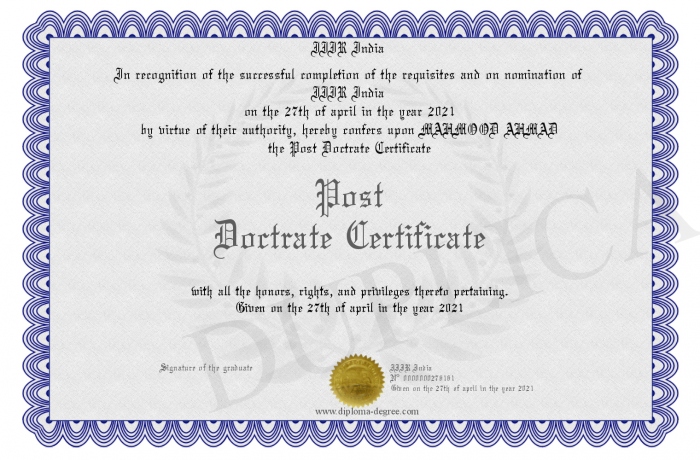 IIIR India
In recognition of the successful completion of the requisites and on nomination of
IIIR India
on the 27th of april in the year 2021
by virtue of their authority, hereby confers upon MAHMOOD AHMAD
the Post Doctrate Certificate
Post
Doctrate Certificate
with all the honors, rights, and privileges thereto pertaining.
Given on the 27th of april in the year 2021
DUPLICA
Signature of the graduate
IIIR India
N° 0000000278181
Given on the 27th of april in the year 2021
www.diploma-degree.com